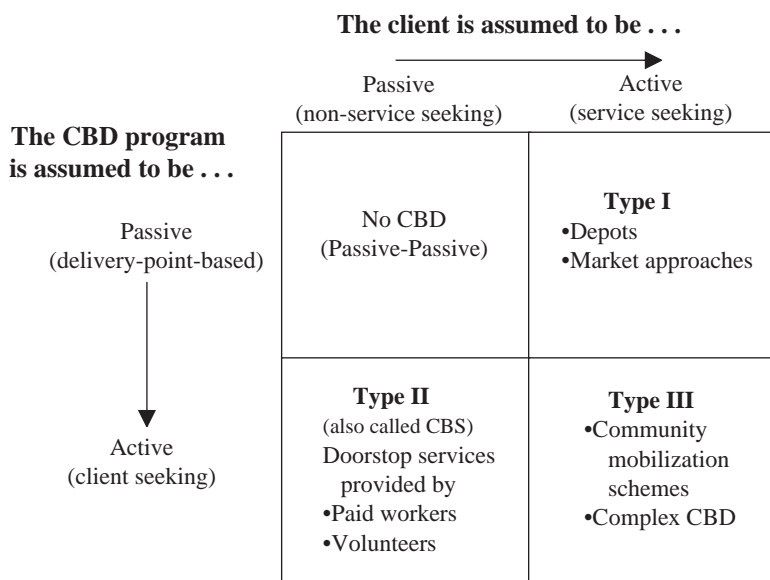 The client is assumed to be . . .
Passive
(non-service seeking)
Active
(service seeking)
The CBD program
is assumed to be . . .
Passive
(delivery-point-based)
No CBD
(Passive-Passive)
Type I
•Depots
•Market approaches
Active
(client seeking)
Type II
(also called CBS)
Doorstop services
provided by
•Paid workers
•Volunteers
Type III
•Community
mobilization
schemes
•Complex CBD